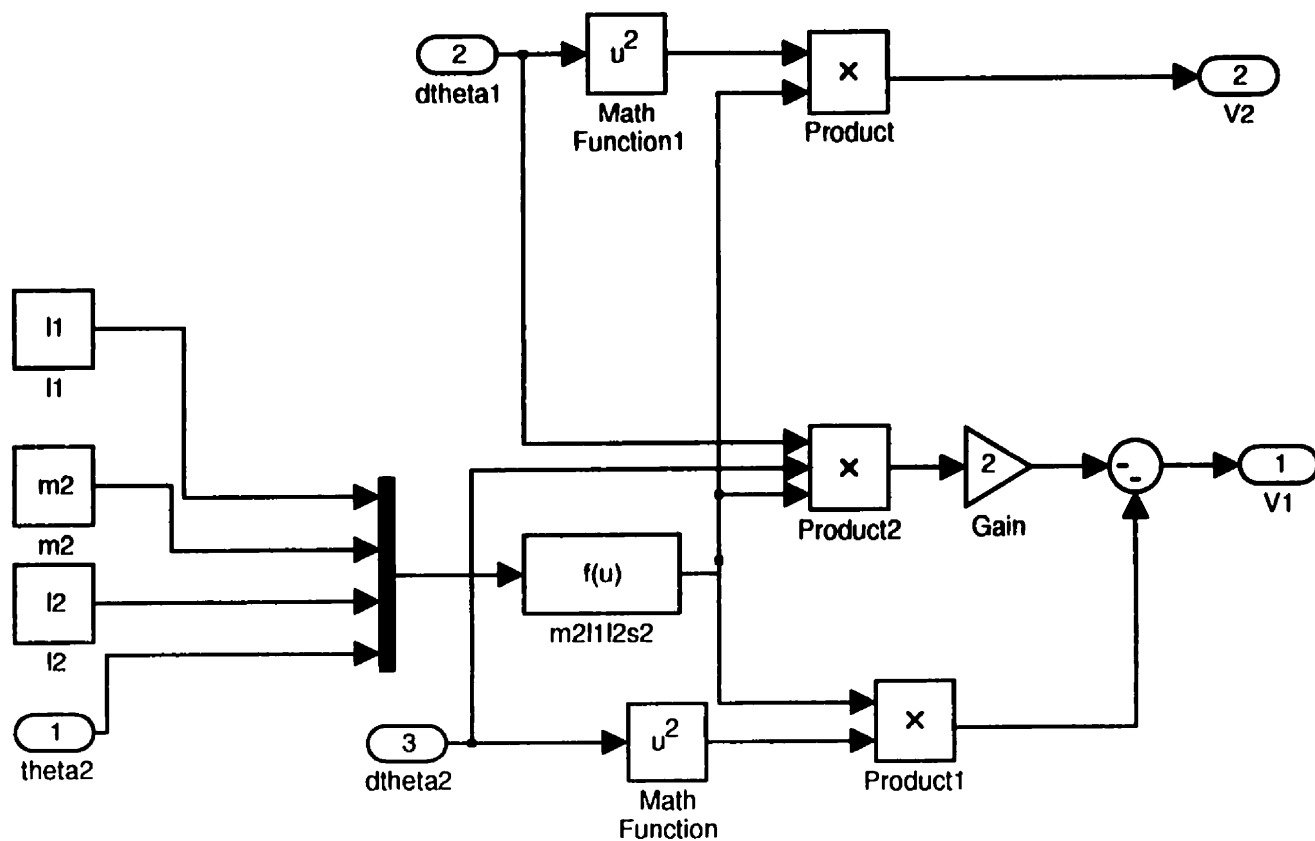 2
dtheta1
u2
Math
Function1
×
Product
2
V2
l1
l1
m2
m2
l2
l2
1
theta2
f(u)
m2l1l2s2
×
Product2
2
Gain
-
-
1
V1
3
dtheta2
u2
Math
Function
×
Product1